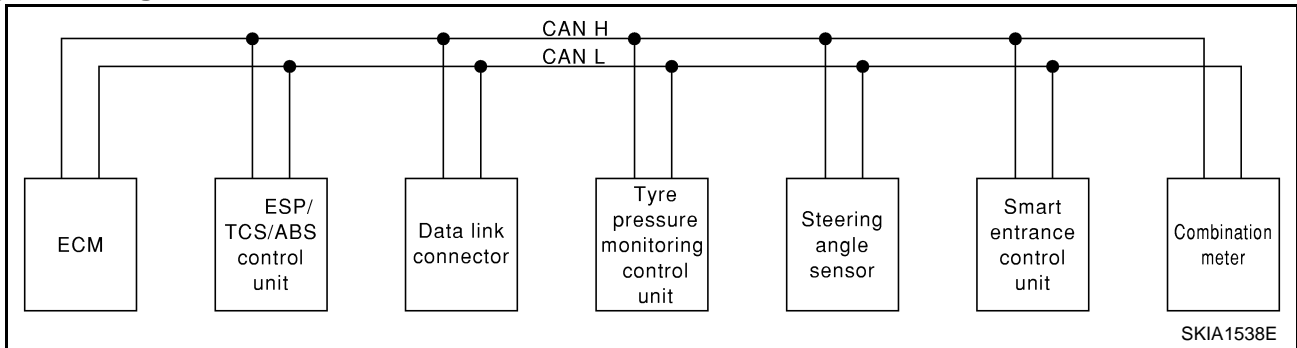 CAN H
CAN L
ECM
ESP/
TCS/ABS
control
unit
Data link
connector
Tyre
pressure
monitoring
control
unit
Steering
angle
sensor
Smart
entrance
control
unit
Combination
meter
SKIA1538E